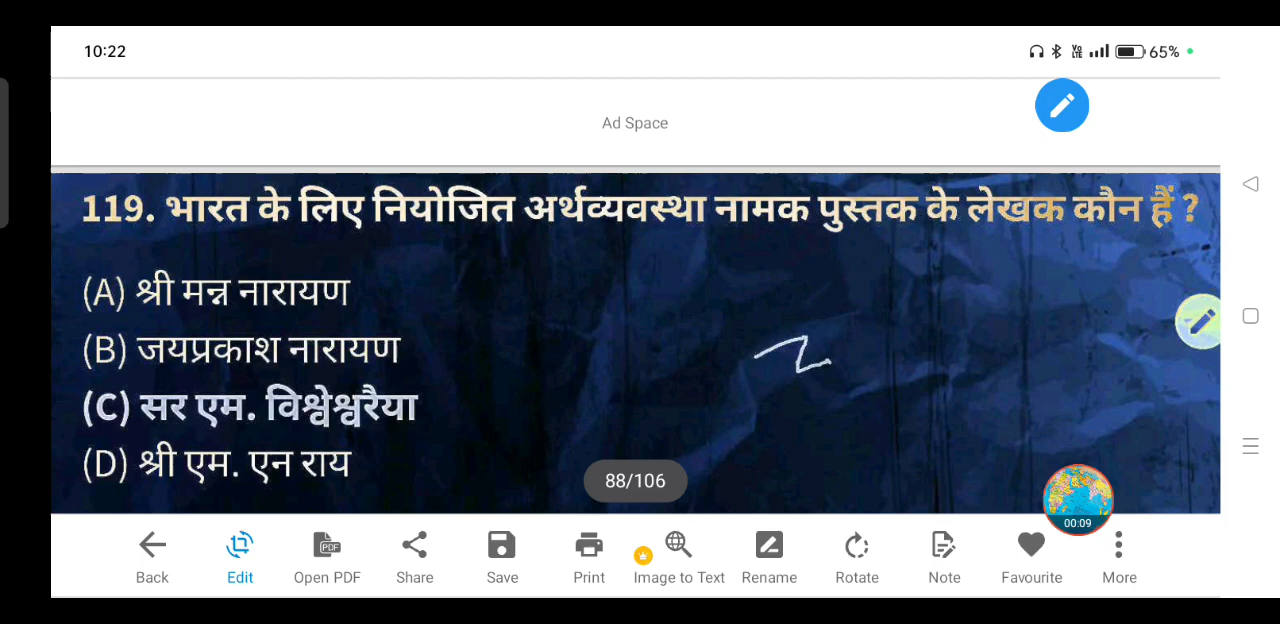 10:22
65%
Ad Space
119. भारत के लिए नियोजित अर्थव्यवस्था नामक पुस्तक के लेखक कौन हैं ?
(A) श्री मन्न नारायण
(B) जयप्रकाश नारायण
(C) सर एम. विश्वेश्वरैया
(D) श्री एम. एन राय
88/106
00:09
PDF
Back Edit Open PDF Share Save Print Image to Text Rename Rotate Note Favourite More